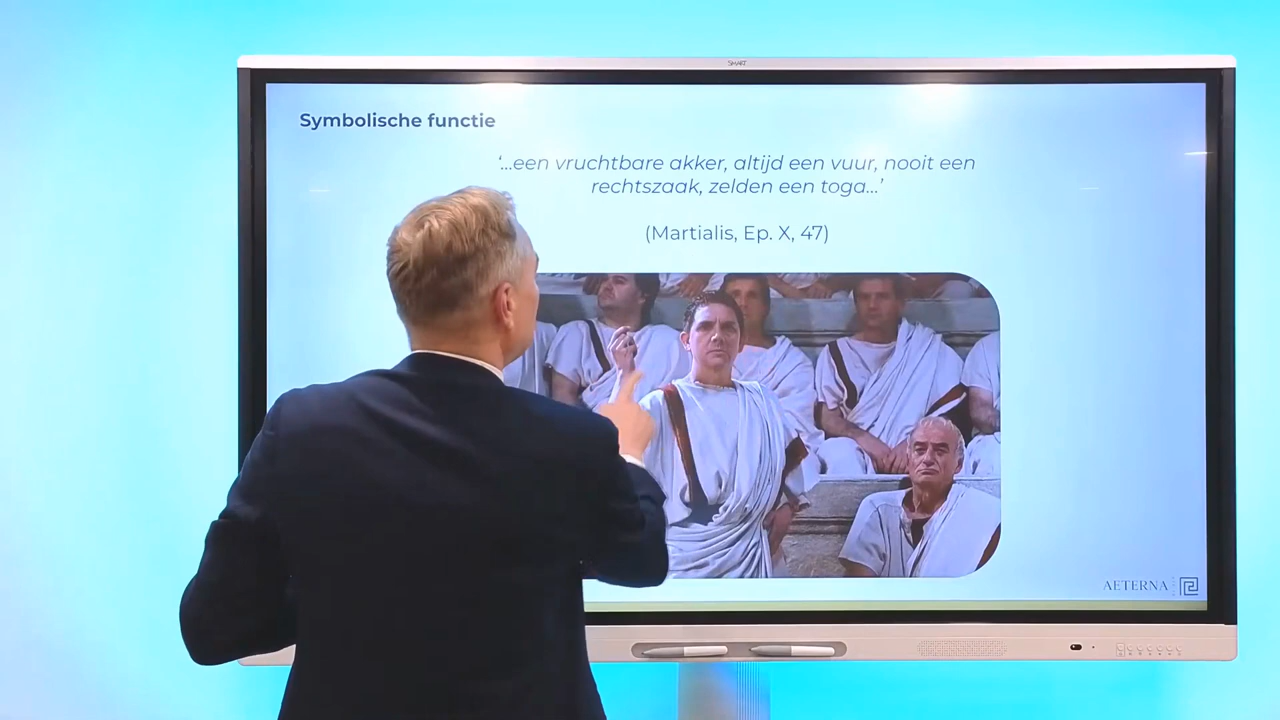 SMART
Symbolische functie
‘...een vruchtbare akker, altijd een vuur, nooit een
rechtszaak, zelden een toga...’
(Martialis, Ep. X, 47)
AETERNA